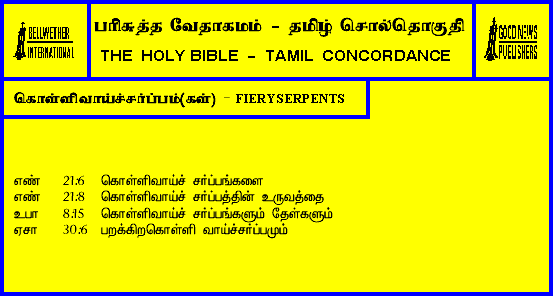 BELLWETHER
INTERNATIONAL
பரிசுத்த வேதாகமம் - தமிழ் சொல்தொகுதி
THE HOLY BIBLE - TAMIL CONCORDANCE
GOOD NEWS
PUBLISHERS
கொள்ளிவாய்ச்சர்ப்பம்(கள்) - FIERYSERPENTS
எண் 21:6 கொள்ளிவாய்ச் சர்ப்பங்களை
எண் 21:8 கொள்ளிவாய்ச் சர்ப்பத்தின் உருவத்தை
உபா 8:15 கொள்ளிவாய்ச் சர்ப்பங்களும் தேள்களும்
ஏசா 30:6 பறக்கிறகொள்ளி வாய்ச்சர்ப்பமும்